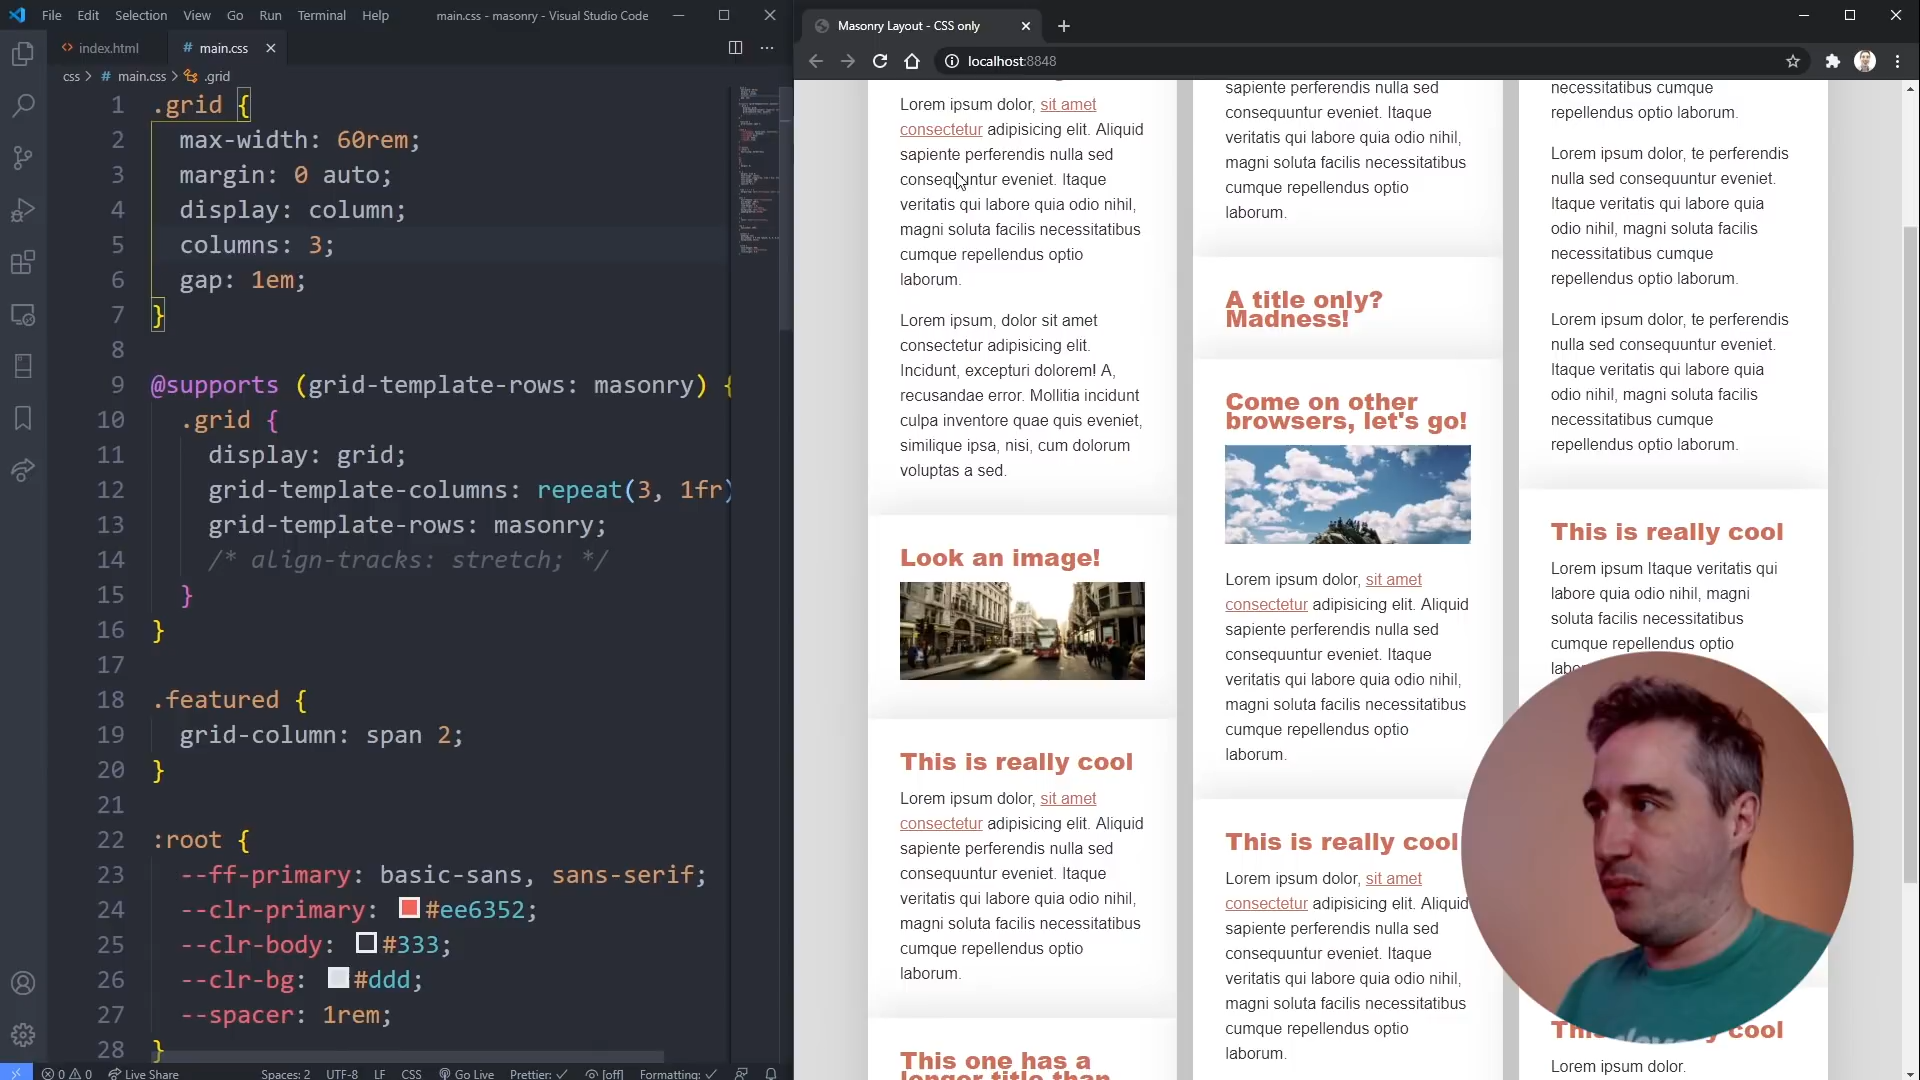 File Edit Selection View Go Run Terminal Help
main.css - masonry - Visual Studio Code
index.html
# main.css
css > # main.css > .grid
1 .grid {
2 max-width: 60rem;
3 margin: 0 auto;
4 display: column;
5 columns: 3;
6 gap: 1em;
7 }
8
9 @supports (grid-template-rows: masonry) {
10 .grid {
11 display: grid;
12 grid-template-columns: repeat(3, 1fr)
13 grid-template-rows: masonry;
14 /* align-tracks: stretch; */
15 }
16 }
17
18 .featured {
19 grid-column: span 2;
20 }
21
22 :root {
23 --ff-primary: basic-sans, sans-serif;
24 --clr-primary: #ee6352;
25 --clr-body: #333;
26 --clr-bg: #ddd;
27 --spacer: 1rem;
28 }
0 0 Live Share Spaces: 2 UTF-8 LF CSS Go Live Prettier: ✓ [off] Formatting: ✓
Masonry Layout - CSS only
localhost:8848
Lorem ipsum dolor, sit amet
consectetur adipisicing elit. Aliquid
sapiente perferendis nulla sed
consequuntur eveniet. Itaque
veritatis qui labore quia odio nihil,
magni soluta facilis necessitatibus
cumque repellendus optio
laborum.
Lorem ipsum, dolor sit amet
consectetur adipisicing elit.
Incidunt, excepturi dolorem! A,
recusandae error. Mollitia incidunt
culpa inventore quae quis eveniet,
similique ipsa, nisi, cum dolorum
voluptas a sed.
Look an image!
This is really cool
Lorem ipsum dolor, sit amet
consectetur adipisicing elit. Aliquid
sapiente perferendis nulla sed
consequuntur eveniet. Itaque
veritatis qui labore quia odio nihil,
magni soluta facilis necessitatibus
cumque repellendus optio
laborum.
This one has a
longer title than
sapiente perferendis nulla sed
consequuntur eveniet. Itaque
veritatis qui labore quia odio nihil,
magni soluta facilis necessitatibus
cumque repellendus optio
laborum.
A title only?
Madness!
Come on other
browsers, let's go!
Lorem ipsum dolor, sit amet
consectetur adipisicing elit. Aliquid
sapiente perferendis nulla sed
consequuntur eveniet. Itaque
veritatis qui labore quia odio nihil,
magni soluta facilis necessitatibus
cumque repellendus optio
laborum.
This is really cool
Lorem ipsum dolor, sit amet
consectetur adipisicing elit. Aliquid
sapiente perferendis nulla sed
consequuntur eveniet. Itaque
veritatis qui labore quia odio nihil,
magni soluta facilis necessitatibus
cumque repellendus optio
laborum.
necessitatibus cumque
repellendus optio laborum.
Lorem ipsum dolor, te perferendis
nulla sed consequuntur eveniet.
Itaque veritatis qui labore quia
odio nihil, magni soluta facilis
necessitatibus cumque
repellendus optio laborum.
Lorem ipsum dolor, te perferendis
nulla sed consequuntur eveniet.
Itaque veritatis qui labore quia
odio nihil, magni soluta facilis
necessitatibus cumque
repellendus optio laborum.
This is really cool
Lorem ipsum Itaque veritatis qui
labore quia odio nihil, magni
soluta facilis necessitatibus
cumque repellendus optio
cool
Lorem ipsum dolor.